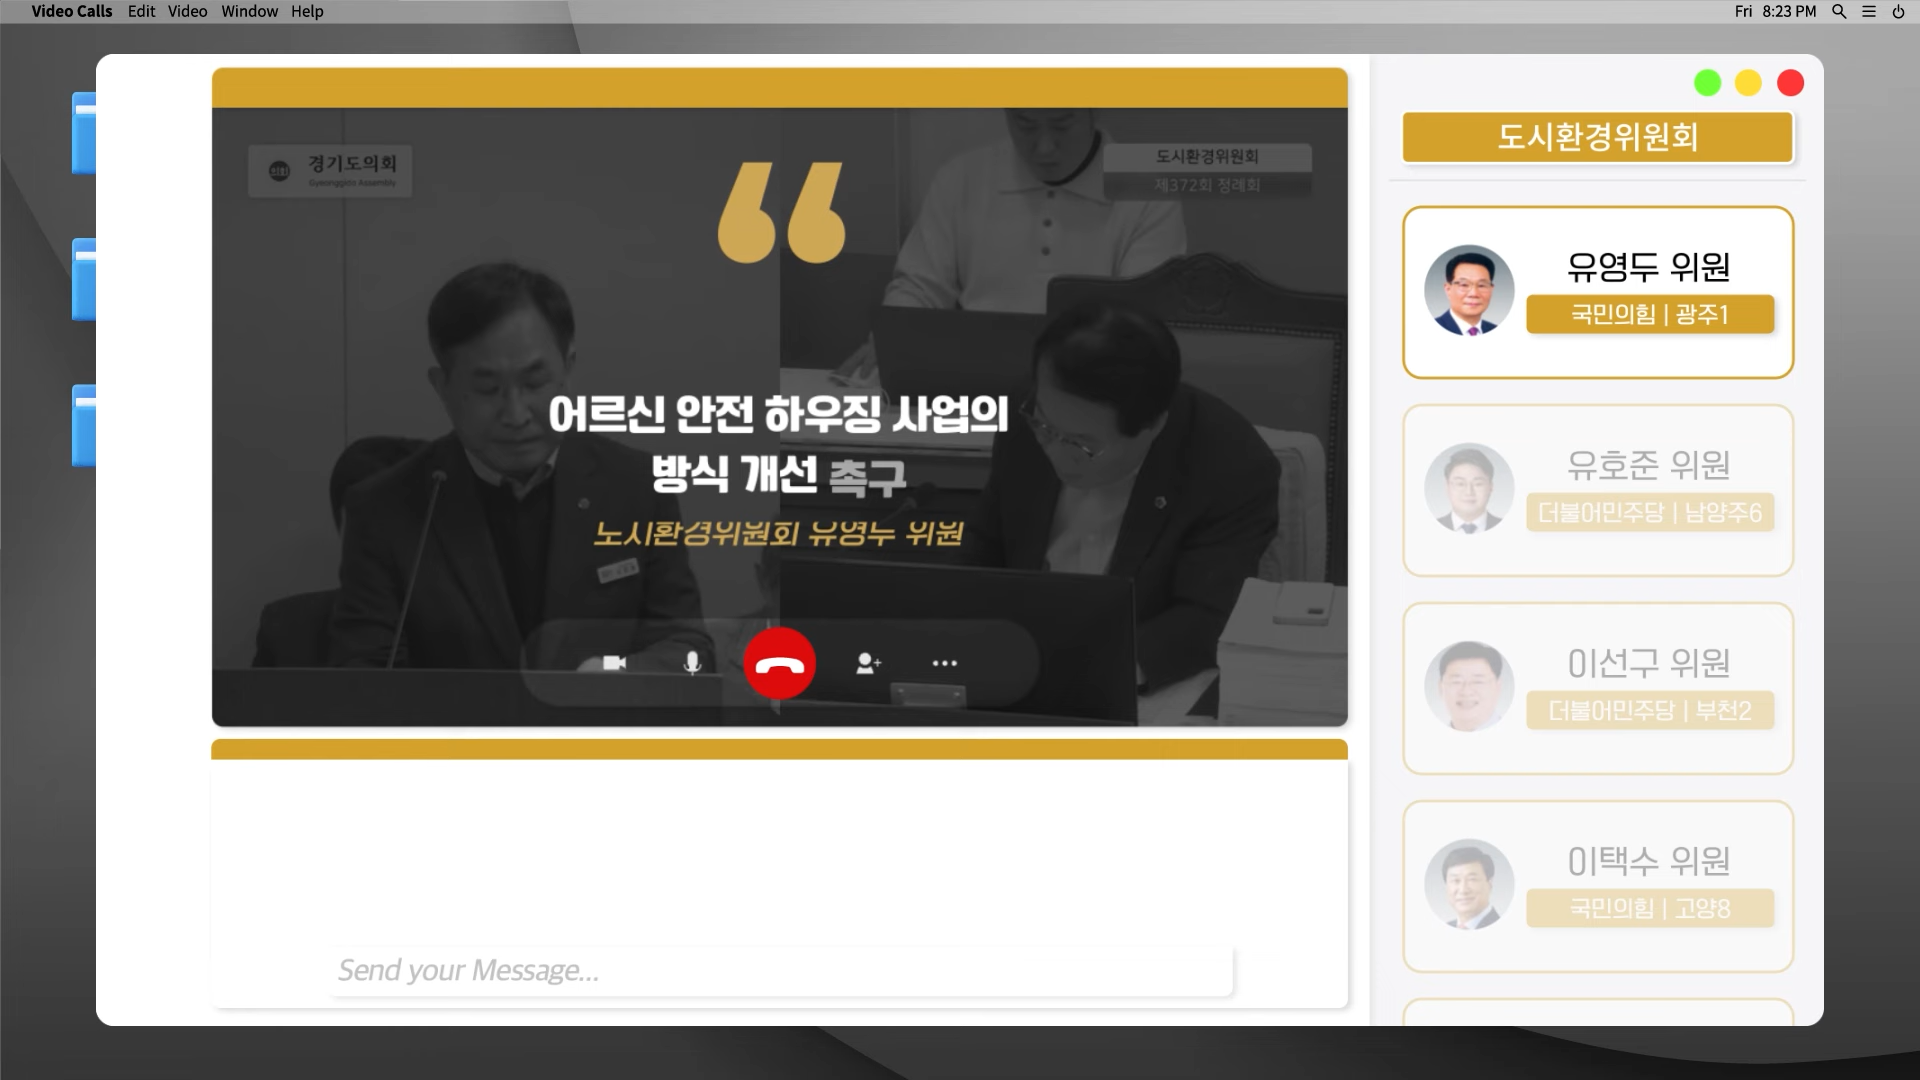 Video Calls Edit Video Window Help
Fri 8:23 PM
경기도의회
Gyeonggido Assembly
도시환경위원회
제372회 정례회
어르신 안전 하우징 사업의
방식 개선 촉구
도시환경위원회 유영두 위원
Send your Message...
도시환경위원회
유영두 위원
국민의힘 | 광주1
유호준 위원
더불어민주당 | 남양주6
이선구 위원
더불어민주당 | 부천2
이택수 위원
국민의힘 | 고양8